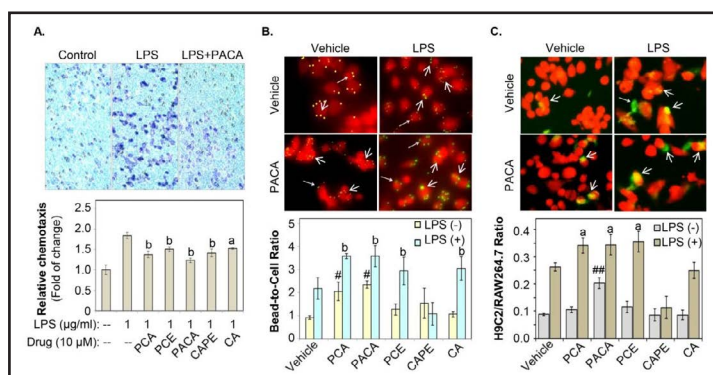 A.
Control LPS LPS+PACA
Relative chemotaxis
(Fold of change)
2.5
2.0
1.5
1.0
0.5
0
b b b b a
LPS (µg/ml): -- 1 1 1 1 1 1
Drug (10 µM): -- -- PCA PCE PACA CAPE CA
B.
Vehicle LPS
Vehicle
PACA
Bead-to-Cell Ratio
5
4
3
2
1
0
LPS (-)
LPS (+)
b b b b
# #
Vehicle PCA PACA PCE CAPE CA
C.
Vehicle LPS
Vehicle
PACA
H9C2/RAW264.7 Ratio
0.4
0.3
0.2
0.1
0.0
LPS (-)
LPS (+)
a a a
##
Vehicle PCA PACA PCE CAPE CA